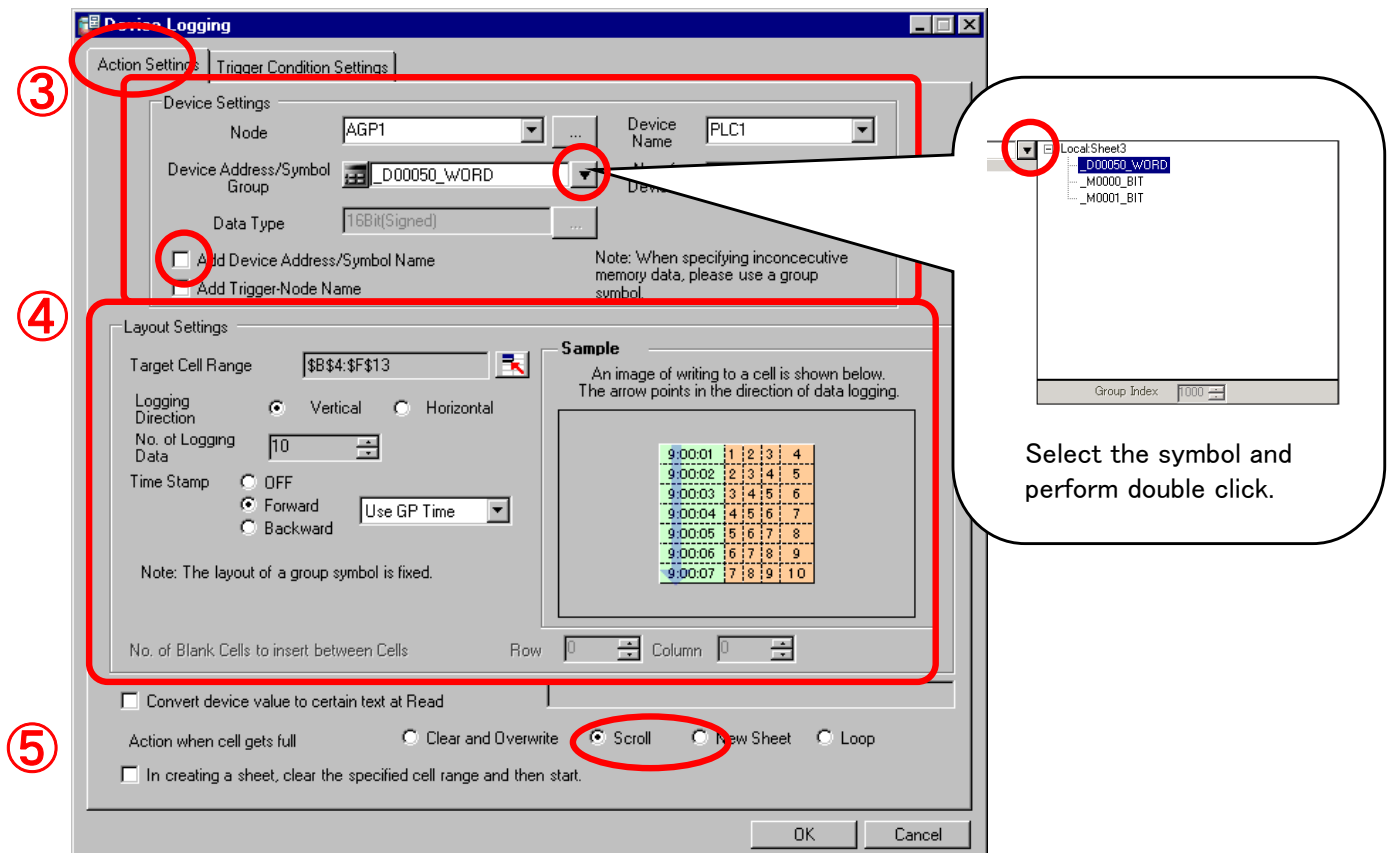 Device Logging
Action Settings
Trigger Condition Settings
③
Device Settings
Node
AGP1
...
Device
Name
PLC1
Device Address/Symbol
Group
_D00050_WORD
Data Type
16Bit(Signed)
...
Add Device Address/Symbol Name
Add Trigger-Node Name
Note: When specifying inconcecutive
memory data, please use a group
symbol.
④
Layout Settings
Target Cell Range
$B$4:$F$13
Logging
Direction
Vertical
Horizontal
No. of Logging
Data
10
Time Stamp
OFF
Forward
Backward
Use GP Time
Note: The layout of a group symbol is fixed.
Sample
An image of writing to a cell is shown below.
The arrow points in the direction of data logging.
9:00:01 1 2 3 4
9:00:02 2 3 4 5
9:00:03 3 4 5 6
9:00:04 4 5 6 7
9:00:05 5 6 7 8
9:00:06 6 7 8 9
9:00:07 7 8 9 10
No. of Blank Cells to insert between Cells
Row
0
Column
0
Convert device value to certain text at Read
⑤
Action when cell gets full
Clear and Overwrite
Scroll
New Sheet
Loop
In creating a sheet, clear the specified cell range and then start.
OK
Cancel
Local:Sheet3
_D00050_WORD
_M0000_BIT
_M0001_BIT
Group Index
1000
Select the symbol and
perform double click.